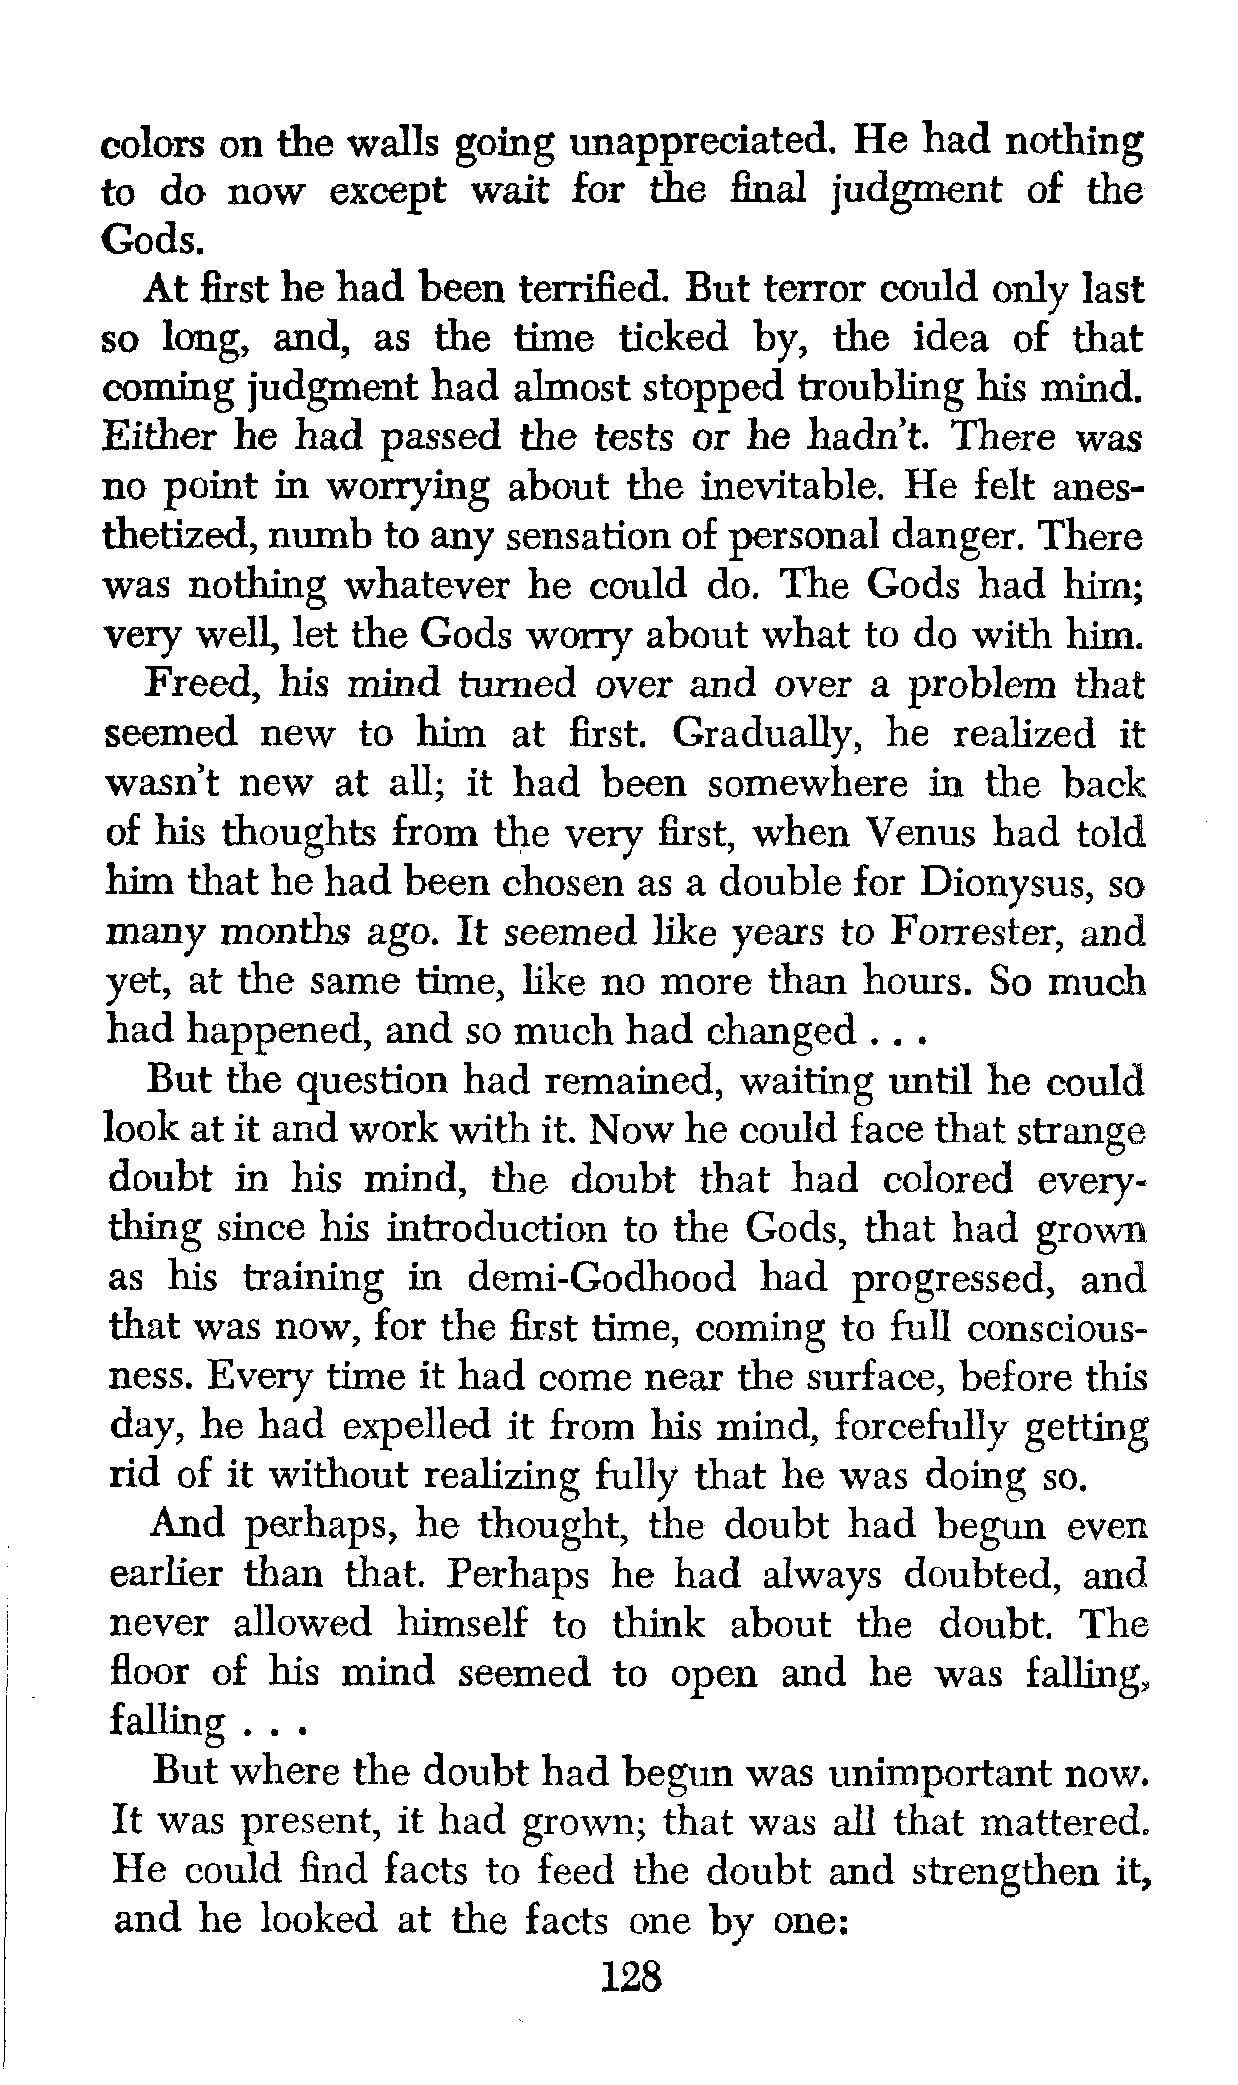 colors on the walls going unappreciated. He had nothing
to do now except wait for the final judgment of the
Gods.
At first he had been terrified. But terror could only last
so long, and, as the time ticked by, the idea of that
coming judgment had almost stopped troubling his mind.
Either he had passed the tests or he hadn't. There was
no point in worrying about the inevitable. He felt anes-
thetized, numb to any sensation of personal danger. There
was nothing whatever he could do. The Gods had him;
very well, let the Gods worry about what to do with him.
Freed, his mind turned over and over a problem that
seemed new to him at first. Gradually, he realized it
wasn't new at all; it had been somewhere in the back
of his thoughts from the very first, when Venus had told
him that he had been chosen as a double for Dionysus, so
many months ago. It seemed like years to Forrester, and
yet, at the same time, like no more than hours. So much
had happened, and so much had changed . . .
But the question had remained, waiting until he could
look at it and work with it. Now he could face that strange
doubt in his mind, the doubt that had colored every-
thing since his introduction to the Gods, that had grown
as his training in demi-Godhood had progressed, and
that was now, for the first time, coming to full conscious-
ness. Every time it had come near the surface, before this
day, he had expelled it from his mind, forcefully getting
rid of it without realizing fully that he was doing so.
And perhaps, he thought, the doubt had begun even
earlier than that. Perhaps he had always doubted, and
never allowed himself to think about the doubt. The
floor of his mind seemed to open and he was falling,
falling . . .
But where the doubt had begun was unimportant now.
It was present, it had grown; that was all that mattered.
He could find facts to feed the doubt and strengthen it,
and he looked at the facts one by one:
128